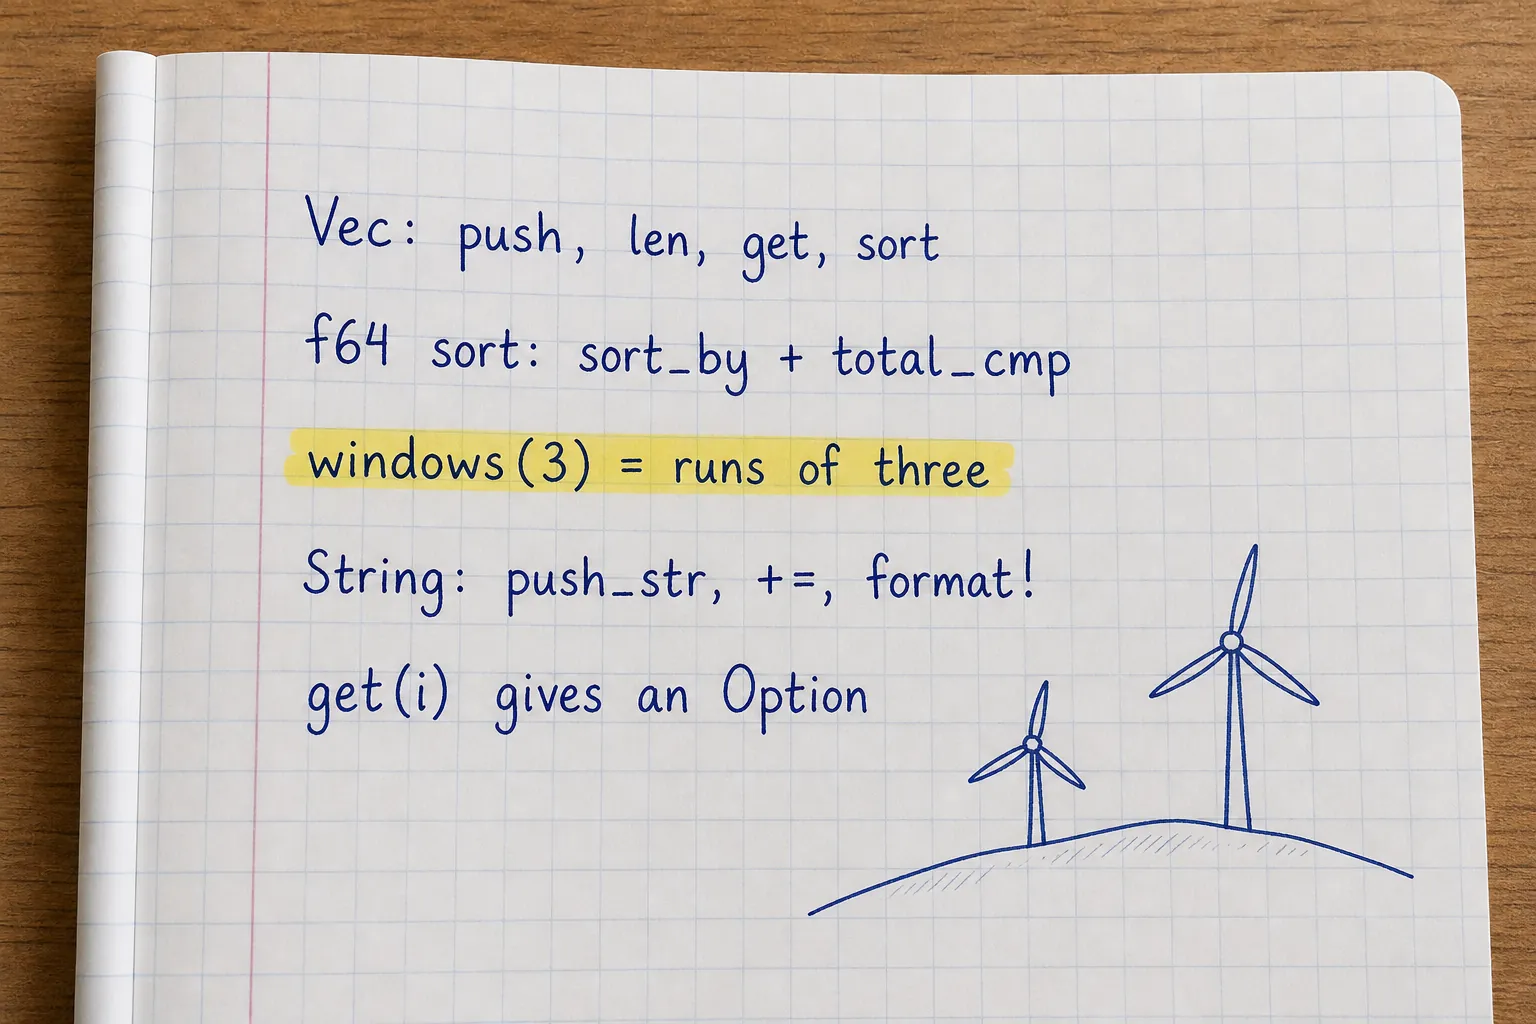 Vec: push, len, get, sort
f64 sort: sort_by + total_cmp
windows(3) = runs of three
String: push_str, +=, format!
get(i) gives an Option